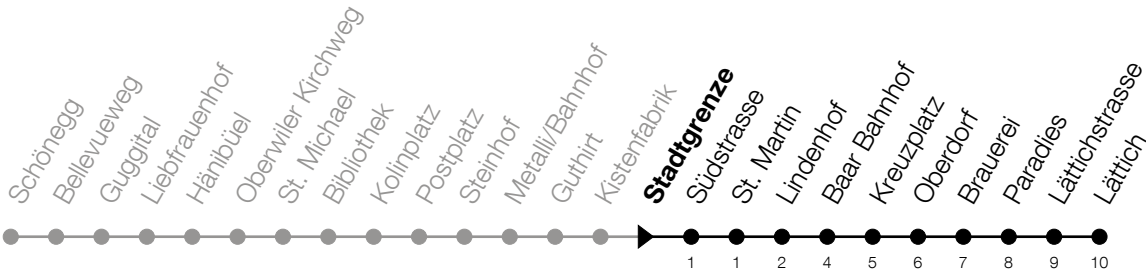 Schönegg
Bellevueweg
Guggital
Liebfrauenhof
Hänibüel
Oberwiler Kirchweg
St. Michael
Bibliothek
Kolinplatz
Postplatz
Steinhof
Metalli/Bahnhof
Guthirt
Kistenfabrik
Stadtgrenze
Südstrasse
St. Martin
Lindenhof
Baar Bahnhof
Kreuzplatz
Oberdorf
Brauerei
Paradies
Lättichstrasse
Lättich
1 1 2 4 5 6 7 8 9 10